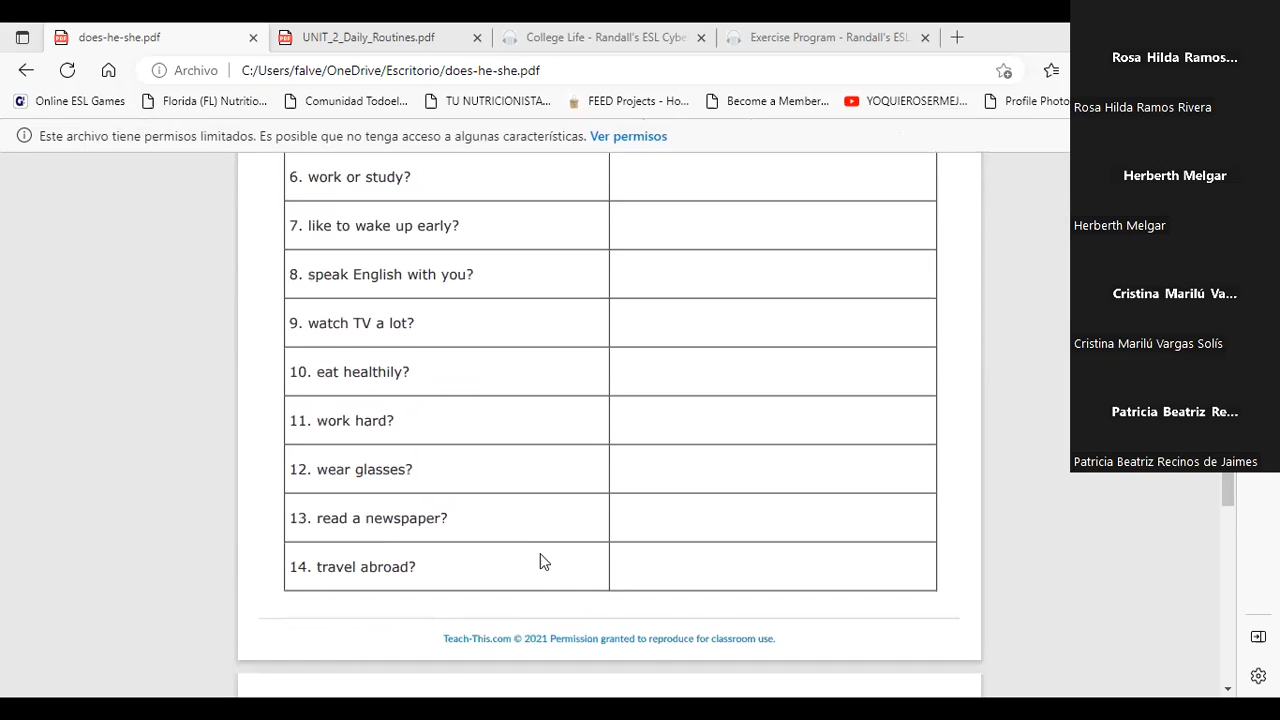 does-he-she.pdf
UNIT_2_Daily_Routines.pdf
College Life - Randall's ESL Cybe
Exercise Program - Randall's ESL
Archivo
C:/Users/falve/OneDrive/Escritorio/does-he-she.pdf
Online ESL Games
Florida (FL) Nutritio...
Comunidad Todoel...
TU NUTRICIONISTA...
FEED Projects - Ho...
Become a Member...
YOQUIEROSERMEJ...
Profile Photo
Este archivo tiene permisos limitados. Es posible que no tenga acceso a algunas características. Ver permisos
6. work or study?
7. like to wake up early?
8. speak English with you?
9. watch TV a lot?
10. eat healthily?
11. work hard?
12. wear glasses?
13. read a newspaper?
14. travel abroad?
Teach-This.com © 2021 Permission granted to reproduce for classroom use.
Rosa Hilda Ramos...
Rosa Hilda Ramos Rivera
Herberth Melgar
Herberth Melgar
Cristina Marilú Va...
Cristina Marilú Vargas Solís
Patricia Beatriz Re...
Patricia Beatriz Recinos de Jaimes